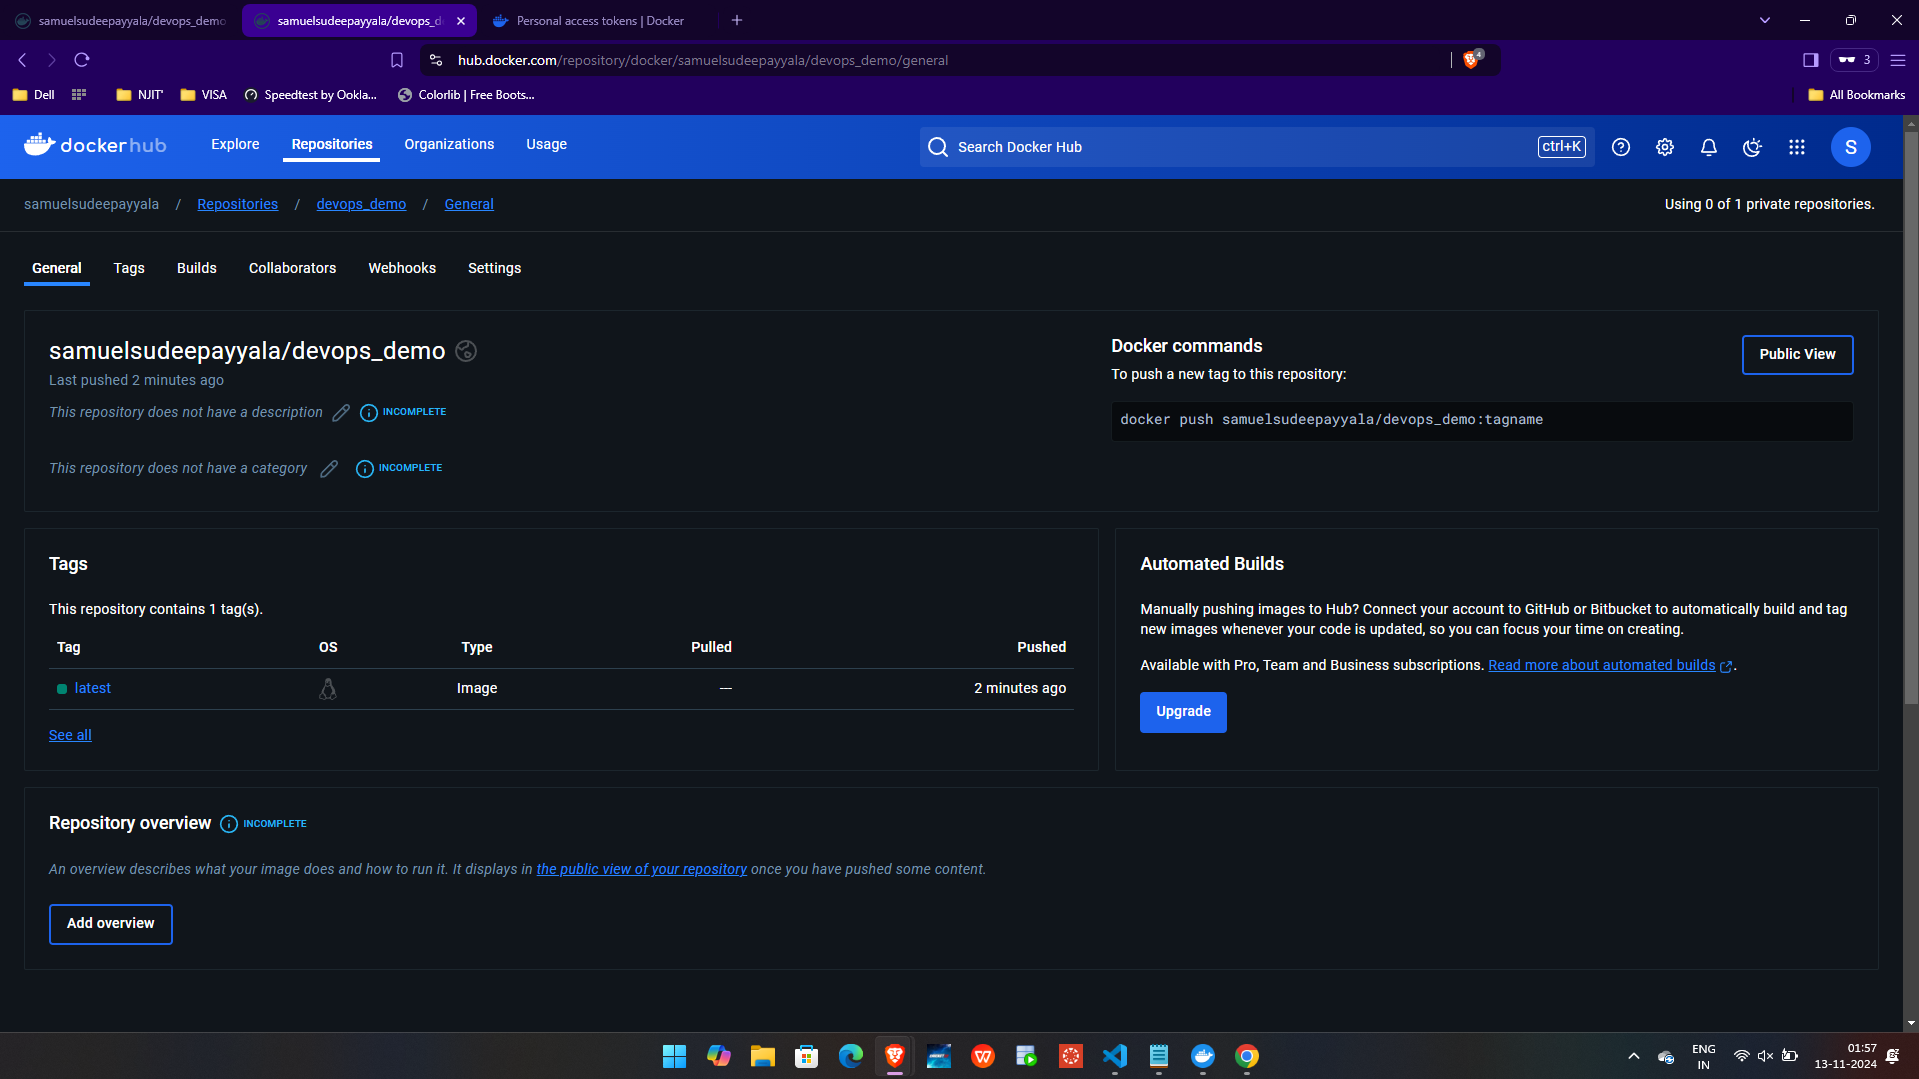 samuelsudeepayyala/devops_demo
samuelsudeepayyala/devops_d
Personal access tokens | Docker
hub.docker.com/repository/docker/samuelsudeepayyala/devops_demo/general
4
3
Dell
NJIT'
VISA
Speedtest by Ookla...
Colorlib | Free Boots...
All Bookmarks
dockerhub
Explore
Repositories
Organizations
Usage
Search Docker Hub
ctrl+K
S
samuelsudeepayyala / Repositories / devops_demo / General
Using 0 of 1 private repositories.
General
Tags
Builds
Collaborators
Webhooks
Settings
samuelsudeepayyala/devops_demo
Last pushed 2 minutes ago
This repository does not have a description
INCOMPLETE
This repository does not have a category
INCOMPLETE
Docker commands
To push a new tag to this repository:
Public View
docker push samuelsudeepayyala/devops_demo:tagname
Tags
This repository contains 1 tag(s).
Tag OS Type Pulled Pushed
latest Image --- 2 minutes ago
See all
Automated Builds
Manually pushing images to Hub? Connect your account to GitHub or Bitbucket to automatically build and tag
new images whenever your code is updated, so you can focus your time on creating.
Available with Pro, Team and Business subscriptions. Read more about automated builds .
Upgrade
Repository overview
INCOMPLETE
An overview describes what your image does and how to run it. It displays in the public view of your repository once you have pushed some content.
Add overview
ENG
IN
01:57
13-11-2024